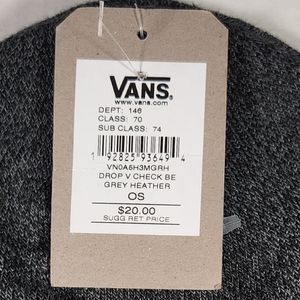 VANS
www.vans.com
DEPT: 146
CLASS: 70
SUB CLASS: 74
1 92825 93649 4
VN0A5H3MGRH
DROP V CHECK BE
GREY HEATHER
OS
$20.00
SUGG RET PRICE